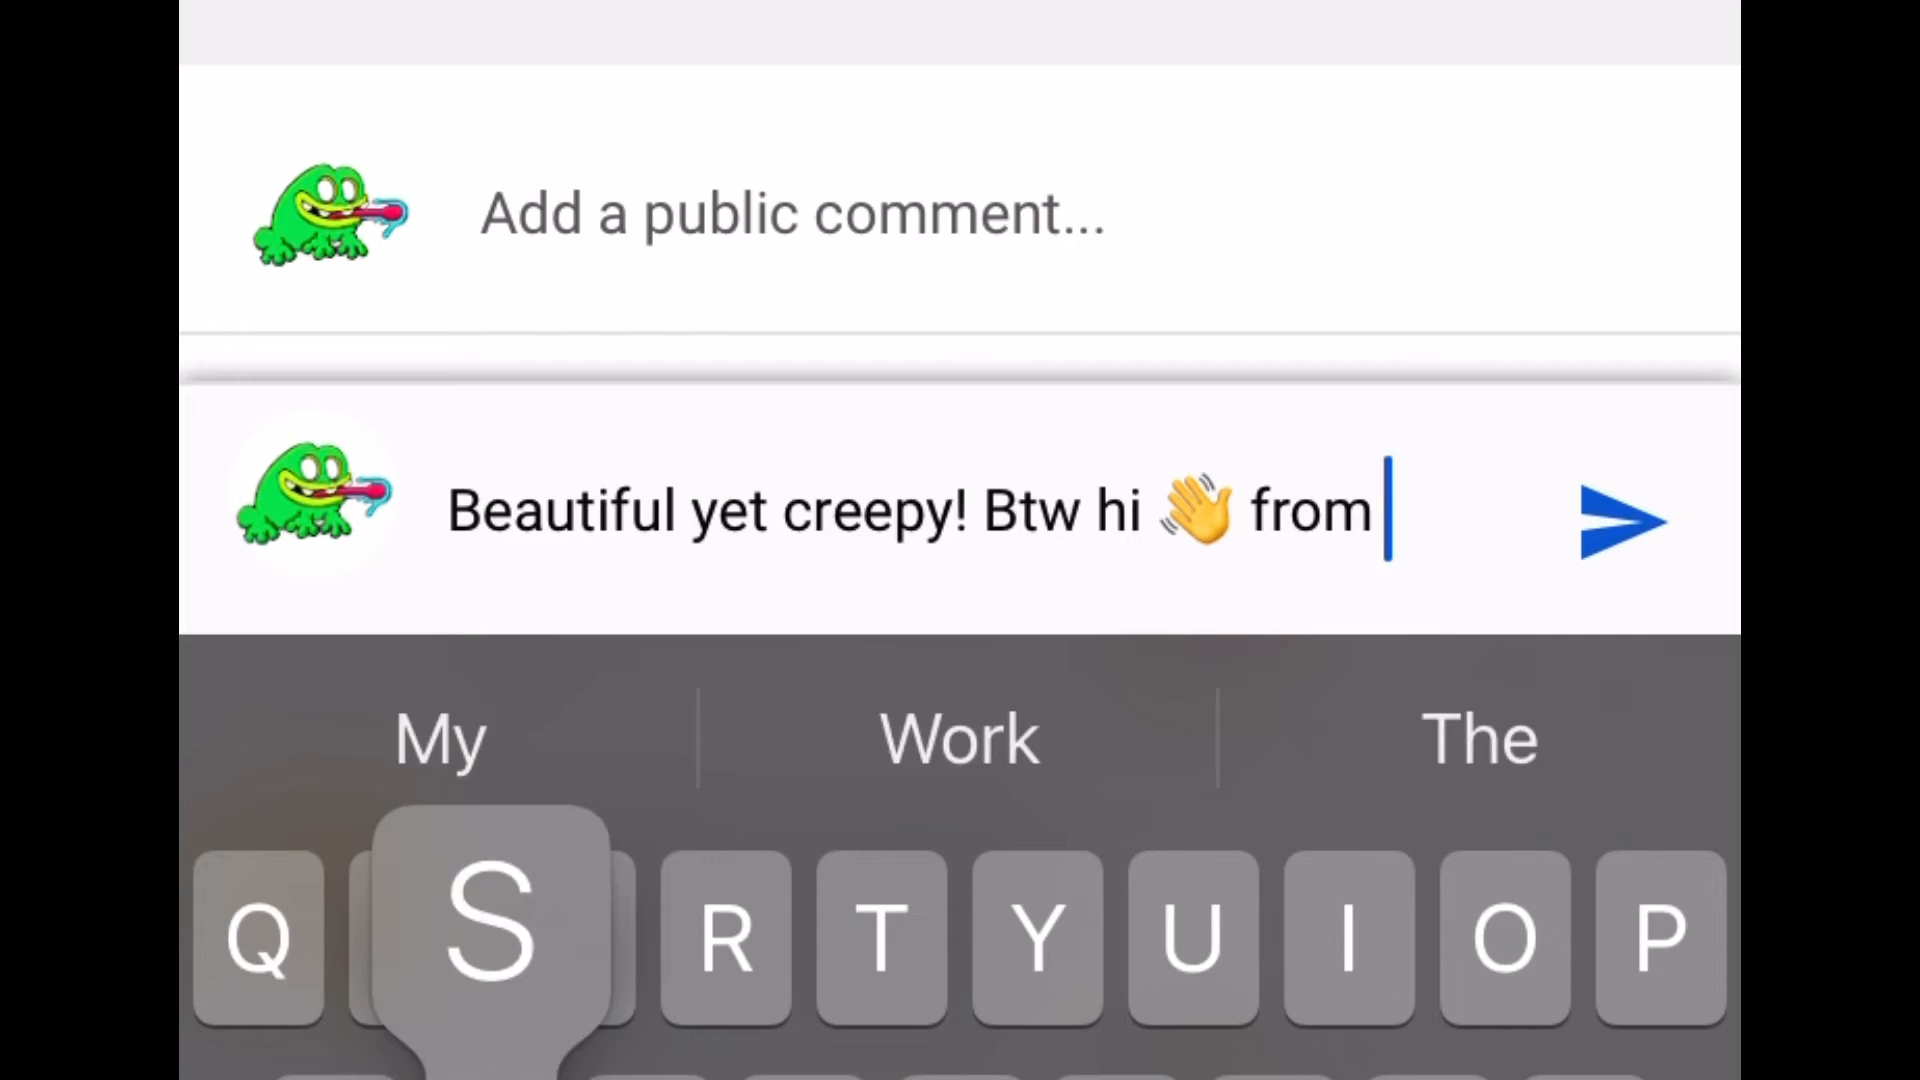 Add a public comment...
Beautiful yet creepy! Btw hi 👋 from
My Work The
Q S R T Y U I O P